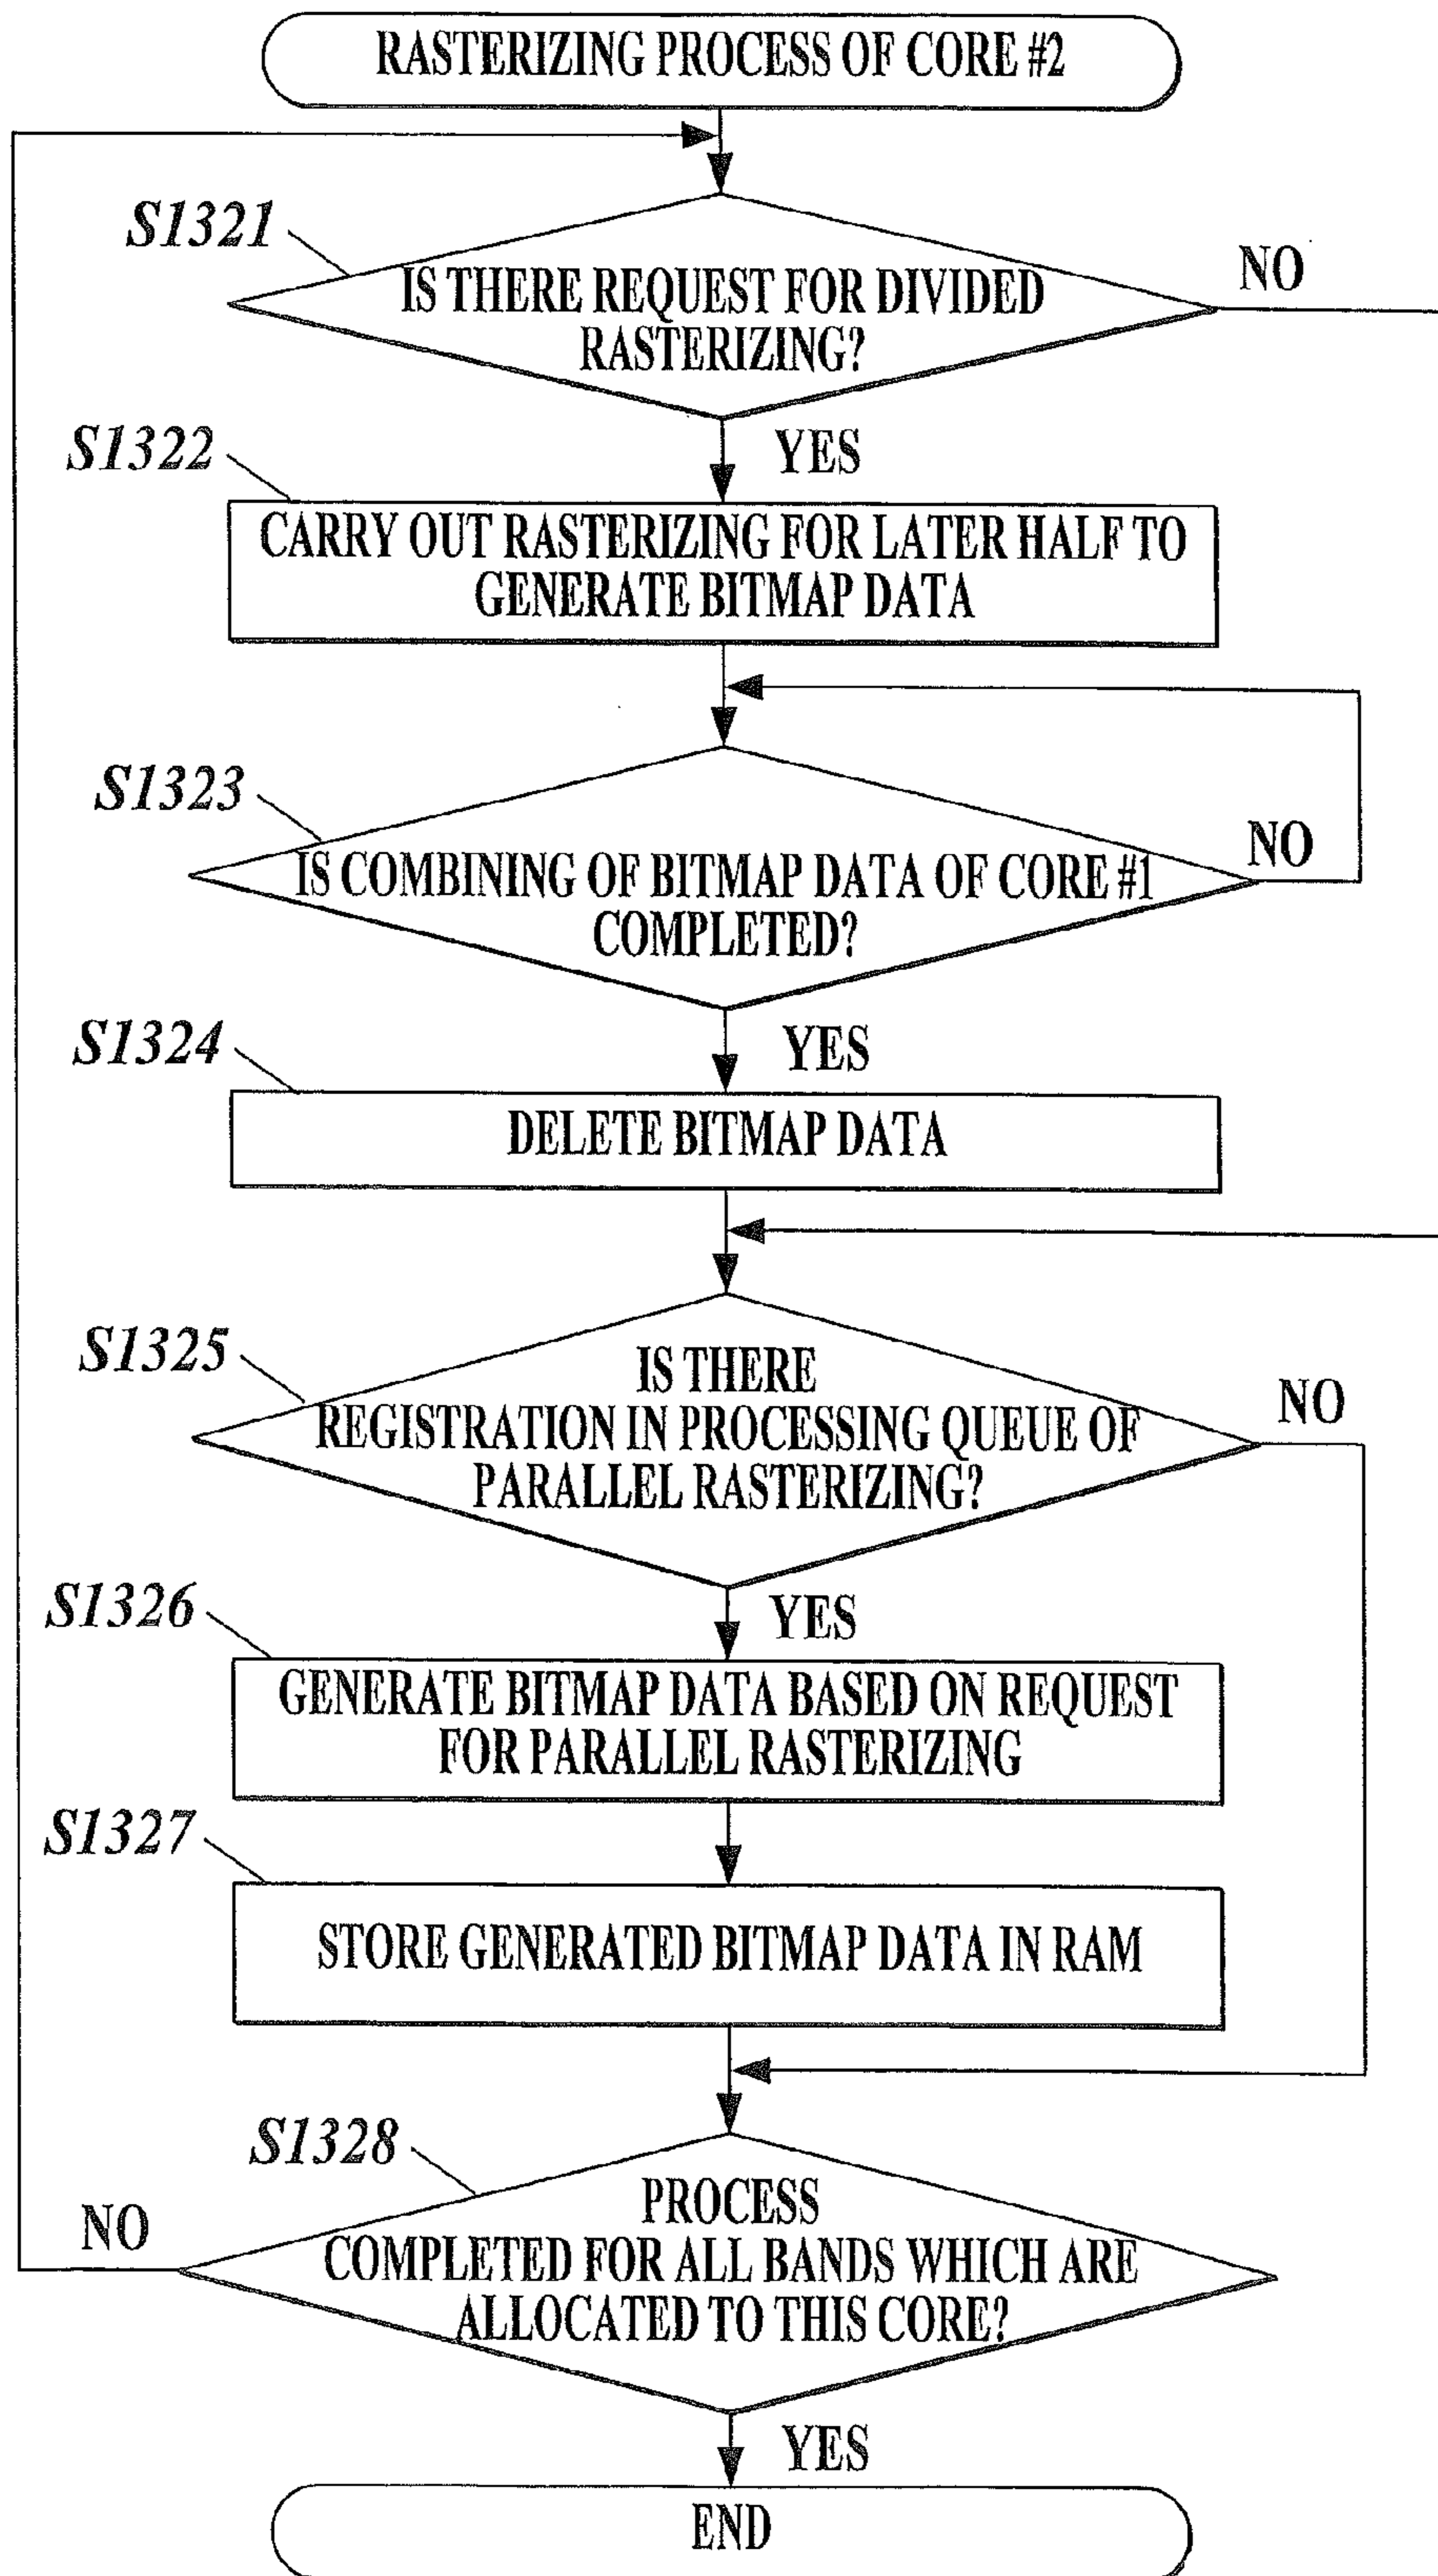 RASTERIZING PROCESS OF CORE #2
S1321
IS THERE REQUEST FOR DIVIDED
RASTERIZING?
NO
YES
S1322
CARRY OUT RASTERIZING FOR LATER HALF TO
GENERATE BITMAP DATA
S1323
IS COMBINING OF BITMAP DATA OF CORE #1
COMPLETED?
NO
YES
S1324
DELETE BITMAP DATA
S1325
IS THERE
REGISTRATION IN PROCESSING QUEUE OF
PARALLEL RASTERIZING?
NO
YES
S1326
GENERATE BITMAP DATA BASED ON REQUEST
FOR PARALLEL RASTERIZING
S1327
STORE GENERATED BITMAP DATA IN RAM
S1328
PROCESS
COMPLETED FOR ALL BANDS WHICH ARE
ALLOCATED TO THIS CORE?
NO
YES
END